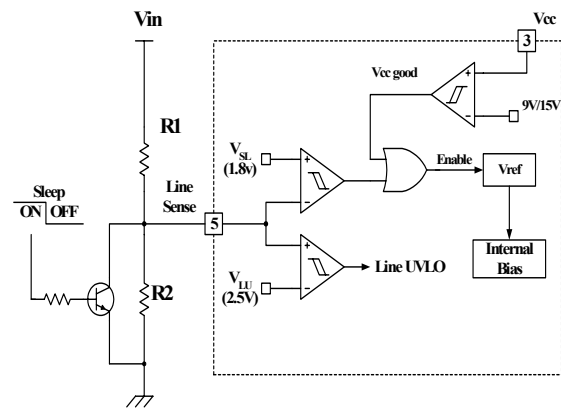 Vin
Vcc
3
Vcc good
+
−
9V/15V
R1
VSL
(1.8v)
+
−
Enable
Vref
Sleep
ON OFF
Line
Sense
5
+
−
Line UVLO
VLU
(2.5V)
Internal
Bias
R2